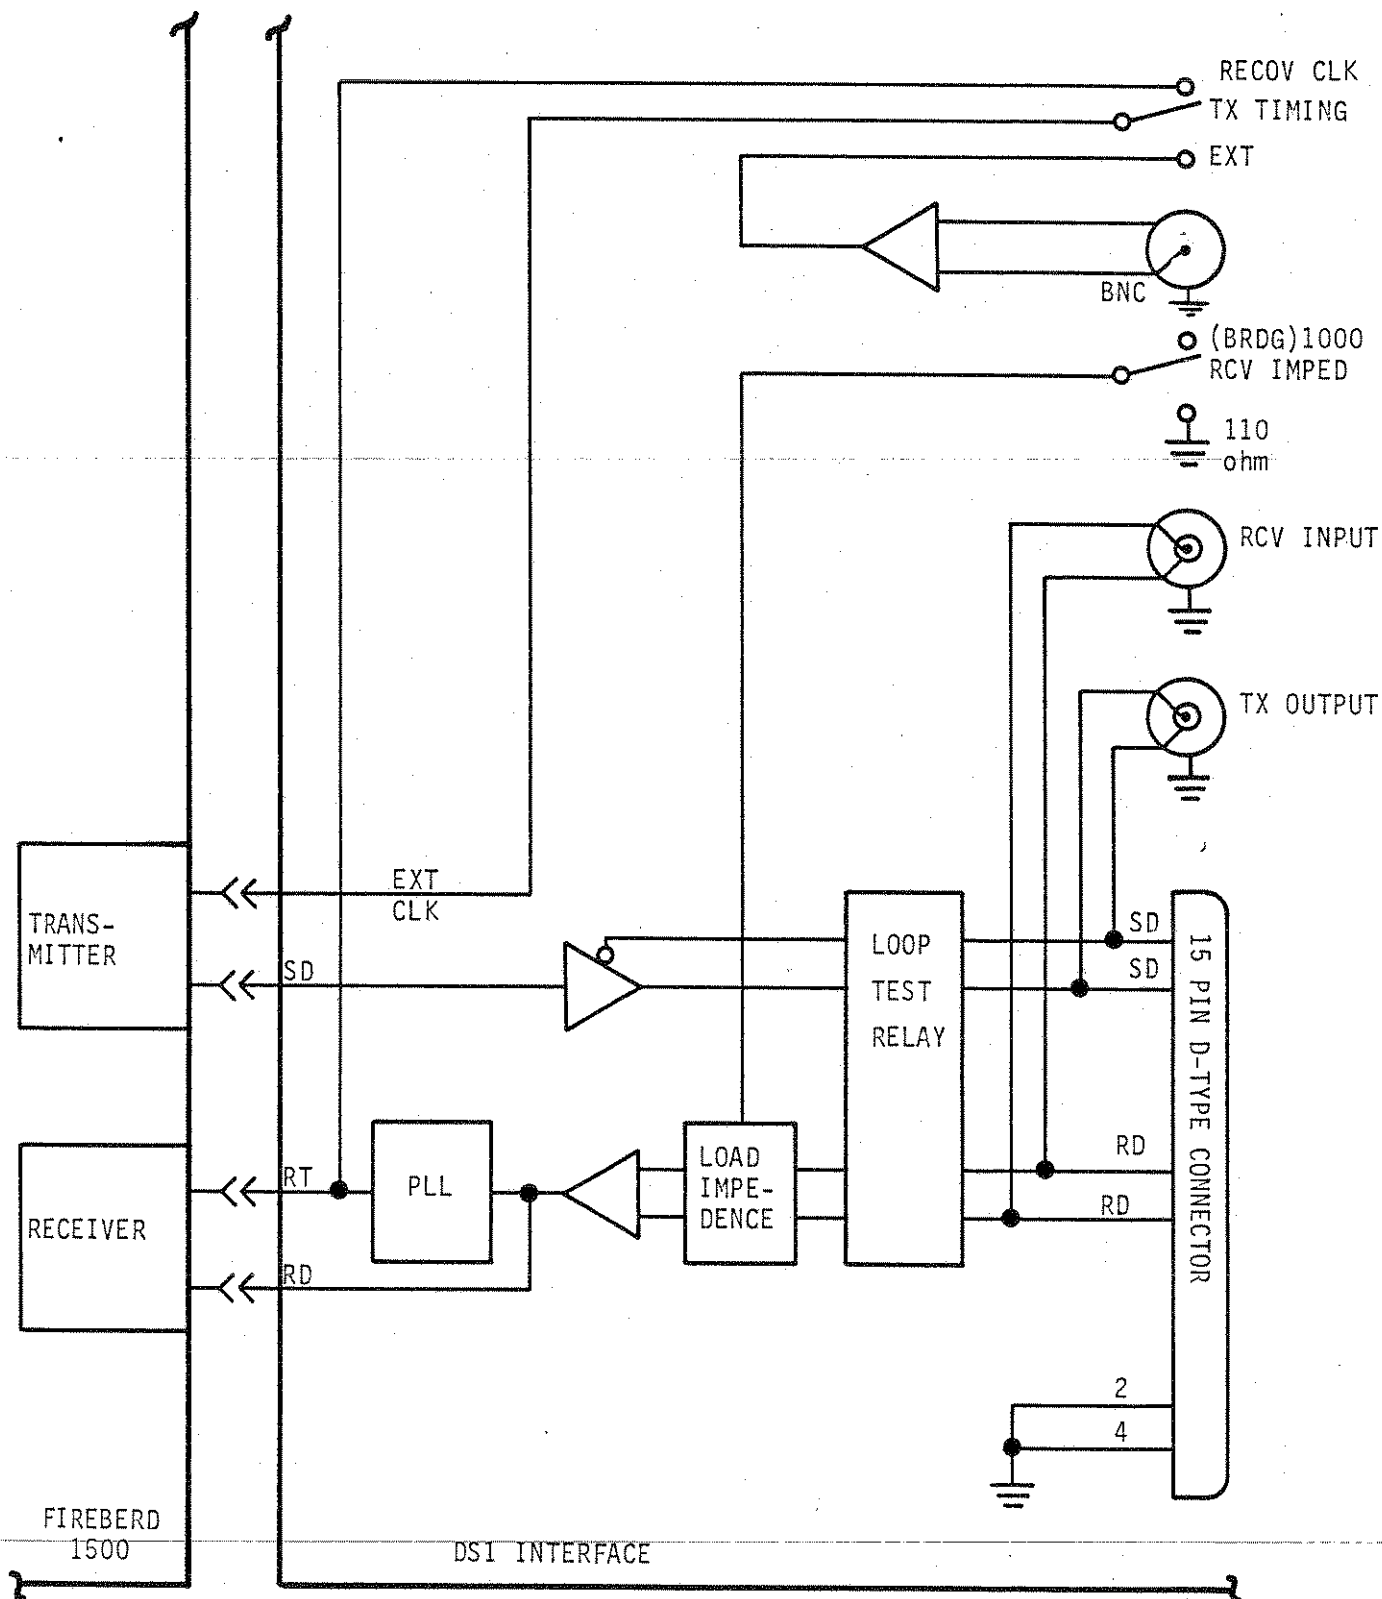 RECOV CLK
TX TIMING
EXT
BNC
(BRDG)1000
RCV IMPED
110
ohm
RCV INPUT
TX OUTPUT
TRANS-
MITTER
EXT
CLK
SD
LOOP
TEST
RELAY
SD
SD
15 PIN D-TYPE CONNECTOR
RECEIVER
RT
PLL
LOAD
IMPE-
DENCE
RD
RD
RD
2
4
FIREBERD
1500
DS1 INTERFACE